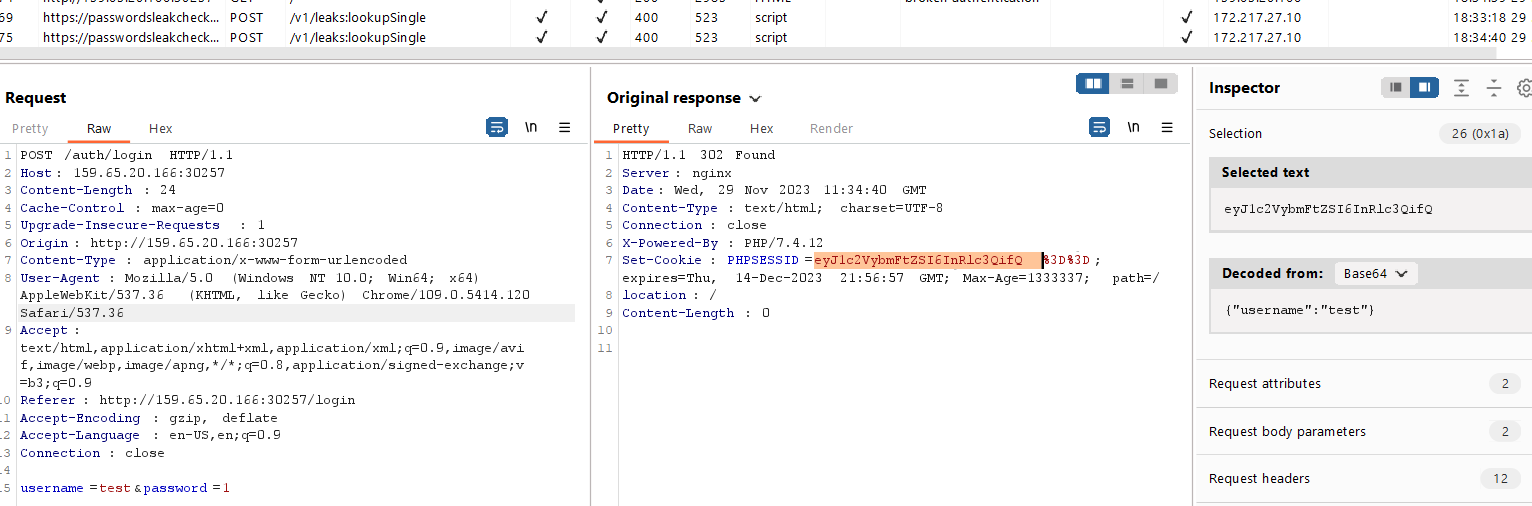 69 https://passwordsleakcheck... POST /v1/leaks:lookupSingle ✓ ✓ 400 523 script ✓ 172.217.27.10 18:33:18 29
75 https://passwordsleakcheck... POST /v1/leaks:lookupSingle ✓ ✓ 400 523 script ✓ 172.217.27.10 18:34:40 29
Request
Pretty Raw Hex
\n
1 POST /auth/login HTTP/1.1
2 Host: 159.65.20.166:30257
3 Content-Length : 24
4 Cache-Control : max-age=0
5 Upgrade-Insecure-Requests : 1
6 Origin : http://159.65.20.166:30257
7 Content-Type : application/x-www-form-urlencoded
8 User-Agent : Mozilla/5.0 (Windows NT 10.0; Win64; x64)
AppleWebKit/537.36 (KHTML, like Gecko) Chrome/109.0.5414.120
Safari/537.36
9 Accept :
text/html,application/xhtml+xml,application/xml;q=0.9,image/avi
f,image/webp,image/apng,*/*;q=0.8,application/signed-exchange;v
=b3;q=0.9
10 Referer : http://159.65.20.166:30257/login
11 Accept-Encoding : gzip, deflate
12 Accept-Language : en-US,en;q=0.9
13 Connection : close
14
15 username =test &password =1
Original response
Pretty Raw Hex Render
\n
1 HTTP/1.1 302 Found
2 Server : nginx
3 Date : Wed, 29 Nov 2023 11:34:40 GMT
4 Content-Type : text/html; charset=UTF-8
5 Connection : close
6 X-Powered-By : PHP/7.4.12
7 Set-Cookie : PHPSESSID =eyJ1c2VybmFtZSI6InRlc3QifQ %3D%3D ;
expires=Thu, 14-Dec-2023 21:56:57 GMT; Max-Age=1333337; path=/
8 location : /
9 Content-Length : 0
10
11
Inspector
Selection 26 (0x1a)
Selected text
eyJ1c2VybmFtZSI6InRlc3QifQ
Decoded from: Base64
{"username":"test"}
Request attributes 2
Request body parameters 2
Request headers 12